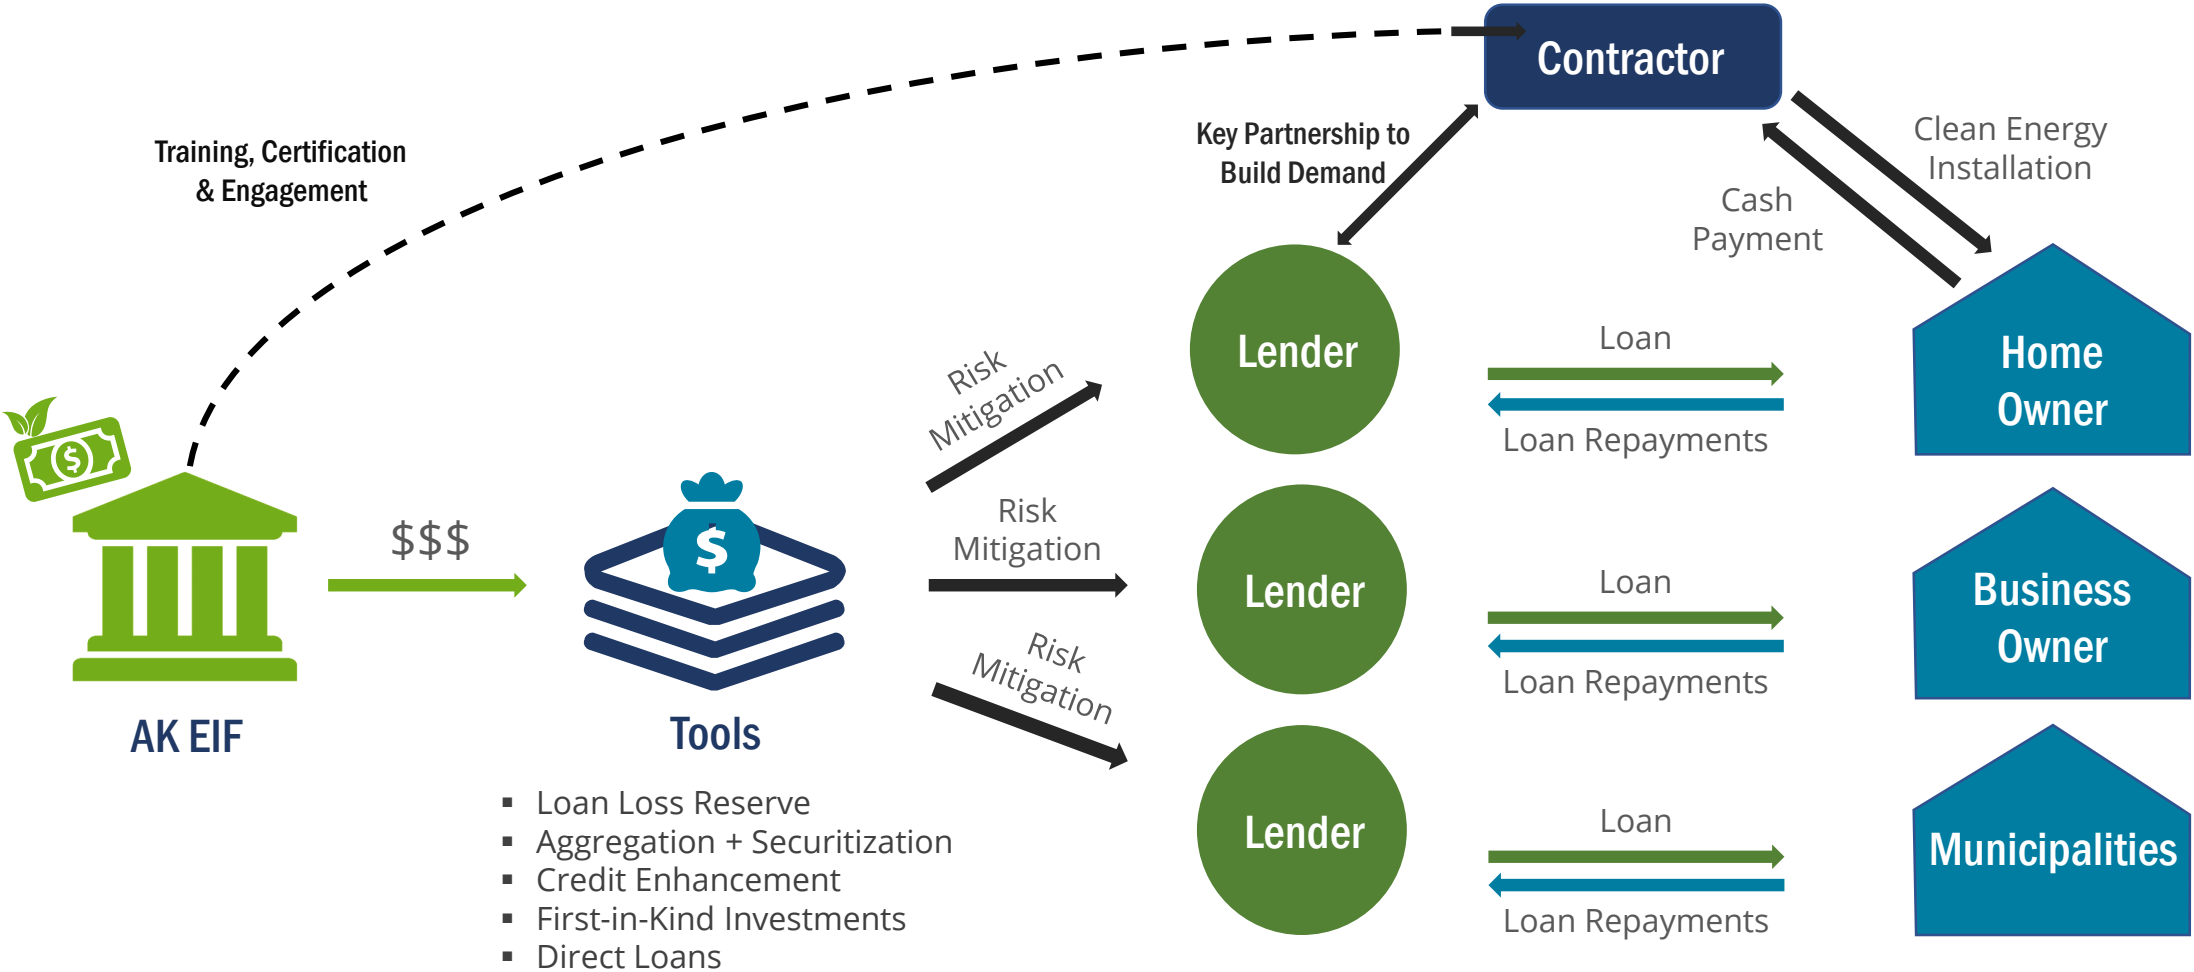 Contractor
Training, Certification
& Engagement
Key Partnership to
Build Demand
Clean Energy
Installation
Cash
Payment
Risk
Mitigation
Lender
Loan
Loan Repayments
Home
Owner
$
$$$
$
Risk
Mitigation
Lender
Loan
Loan Repayments
Business
Owner
Risk
Mitigation
AK EIF
Tools
Lender
Loan
Loan Repayments
Municipalities
▪ Loan Loss Reserve
▪ Aggregation + Securitization
▪ Credit Enhancement
▪ First-in-Kind Investments
▪ Direct Loans